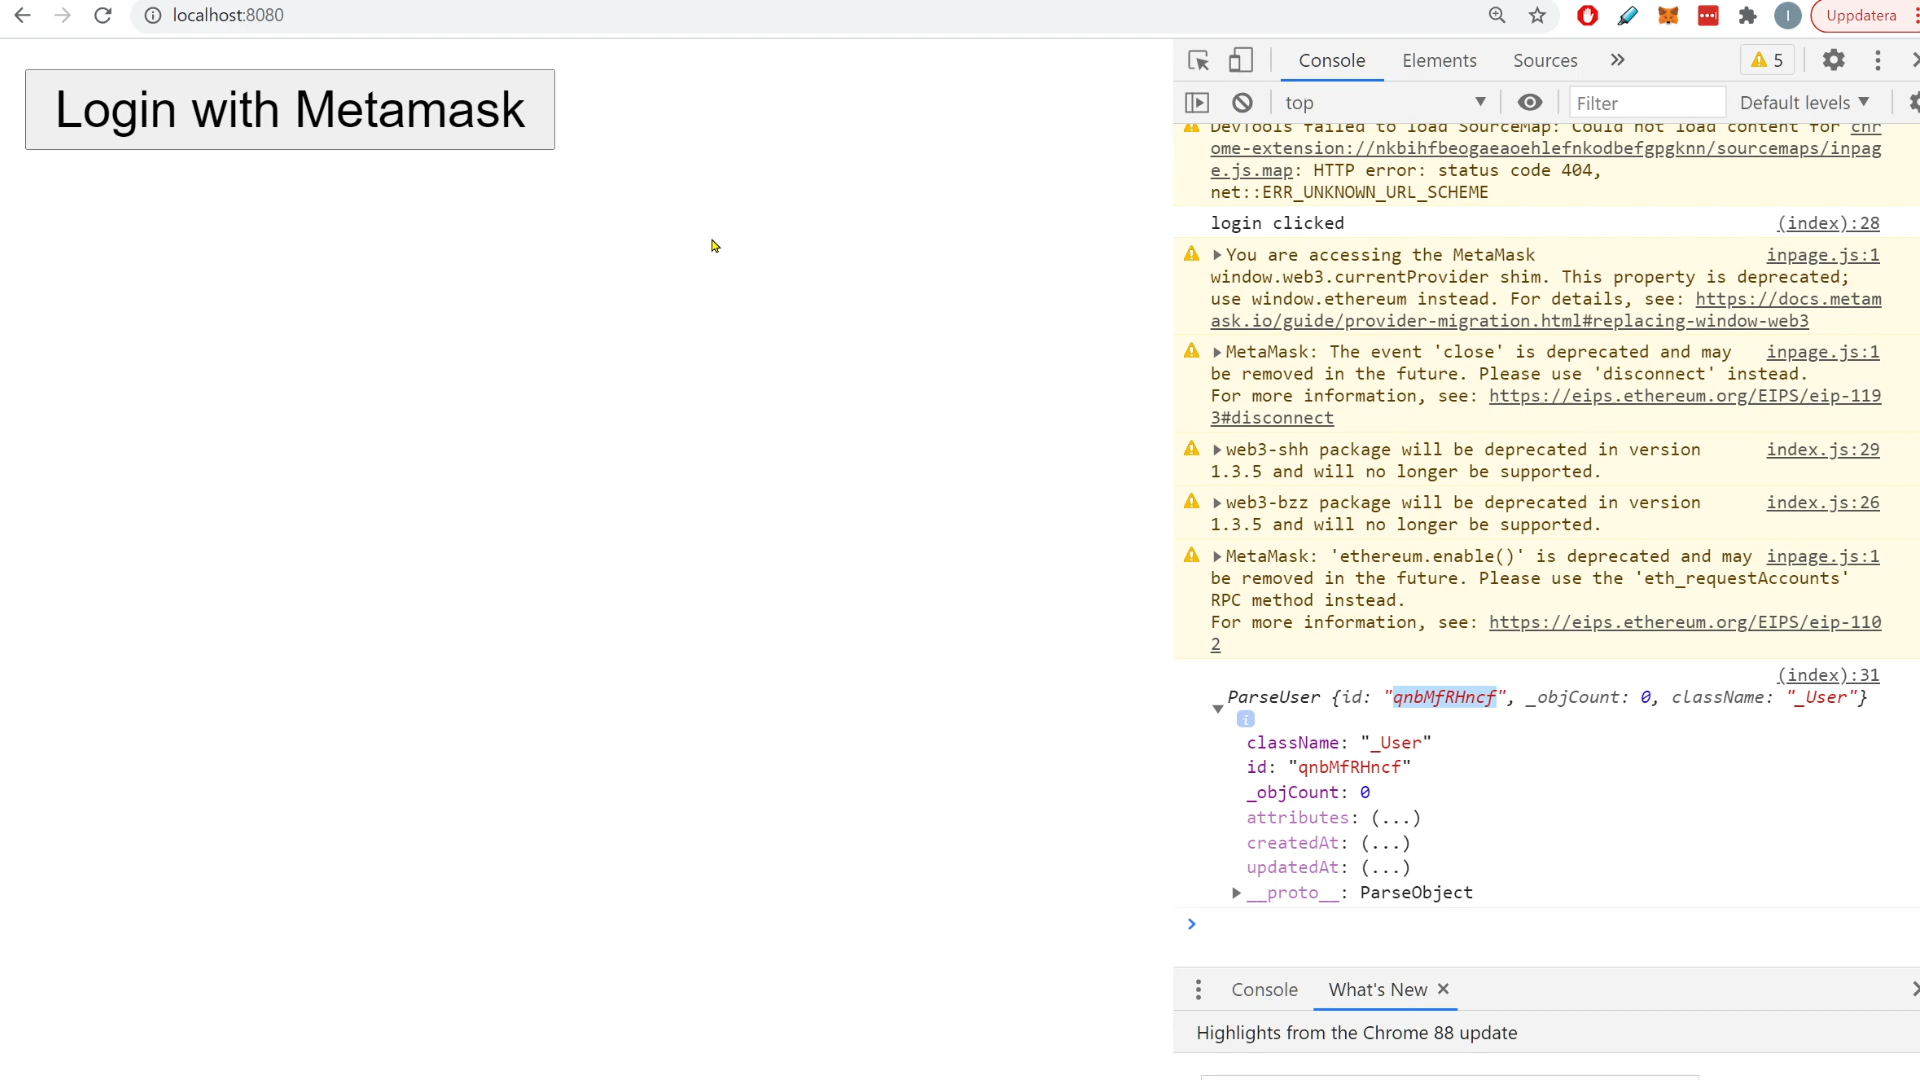 localhost:8080
I
Uppdatera
Login with Metamask
Console Elements Sources » 5
top Filter Default levels
DevTools failed to load SourceMap: Could not load content for chr
ome-extension://nkbihfbeogaeaoehlefnkodbefgpgknn/sourcemaps/inpag
e.js.map: HTTP error: status code 404,
net::ERR_UNKNOWN_URL_SCHEME
login clicked (index):28
You are accessing the MetaMask inpage.js:1
window.web3.currentProvider shim. This property is deprecated;
use window.ethereum instead. For details, see: https://docs.metam
ask.io/guide/provider-migration.html#replacing-window-web3
MetaMask: The event 'close' is deprecated and may inpage.js:1
be removed in the future. Please use 'disconnect' instead.
For more information, see: https://eips.ethereum.org/EIPS/eip-119
3#disconnect
web3-shh package will be deprecated in version index.js:29
1.3.5 and will no longer be supported.
web3-bzz package will be deprecated in version index.js:26
1.3.5 and will no longer be supported.
MetaMask: 'ethereum.enable()' is deprecated and may inpage.js:1
be removed in the future. Please use the 'eth_requestAccounts'
RPC method instead.
For more information, see: https://eips.ethereum.org/EIPS/eip-110
2
(index):31
ParseUser {id: "qnbMfRHncf", _objCount: 0, className: "_User"}
i
className: "_User"
id: "qnbMfRHncf"
_objCount: 0
attributes: (...)
createdAt: (...)
updatedAt: (...)
__proto__: ParseObject
Console What's New
Highlights from the Chrome 88 update